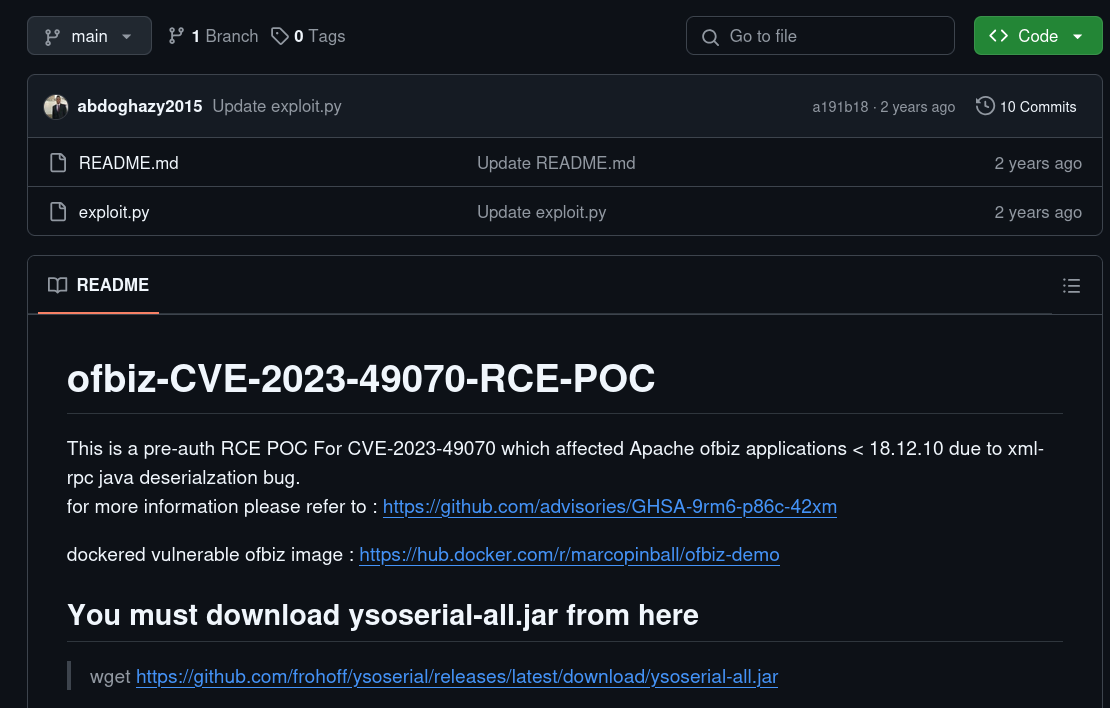 main 1 Branch 0 Tags Go to file Code
abdoghazy2015 Update exploit.py a191b18 · 2 years ago 10 Commits
README.md Update README.md 2 years ago
exploit.py Update exploit.py 2 years ago
README
ofbiz-CVE-2023-49070-RCE-POC
This is a pre-auth RCE POC For CVE-2023-49070 which affected Apache ofbiz applications < 18.12.10 due to xml-
rpc java deserialzation bug.
for more information please refer to : https://github.com/advisories/GHSA-9rm6-p86c-42xm
dockered vulnerable ofbiz image : https://hub.docker.com/r/marcopinball/ofbiz-demo
You must download ysoserial-all.jar from here
wget https://github.com/frohoff/ysoserial/releases/latest/download/ysoserial-all.jar